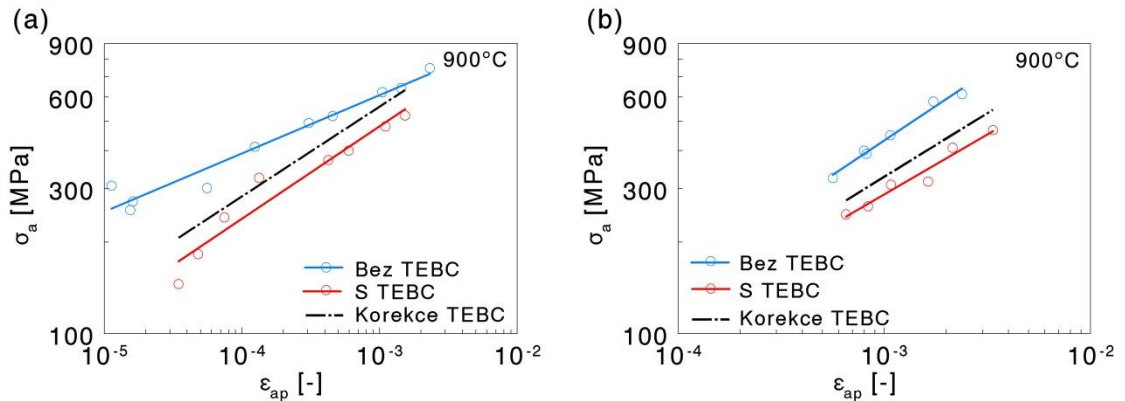 (a)
900
600
300
100
σₐ [MPa]
900°C
Bez TEBC
S TEBC
Korekce TEBC
10⁻⁵
10⁻⁴
10⁻³
10⁻²
εₐₚ [-]
(b)
900
600
300
100
σₐ [MPa]
900°C
Bez TEBC
S TEBC
Korekce TEBC
10⁻⁴
10⁻³
10⁻²
εₐₚ [-]